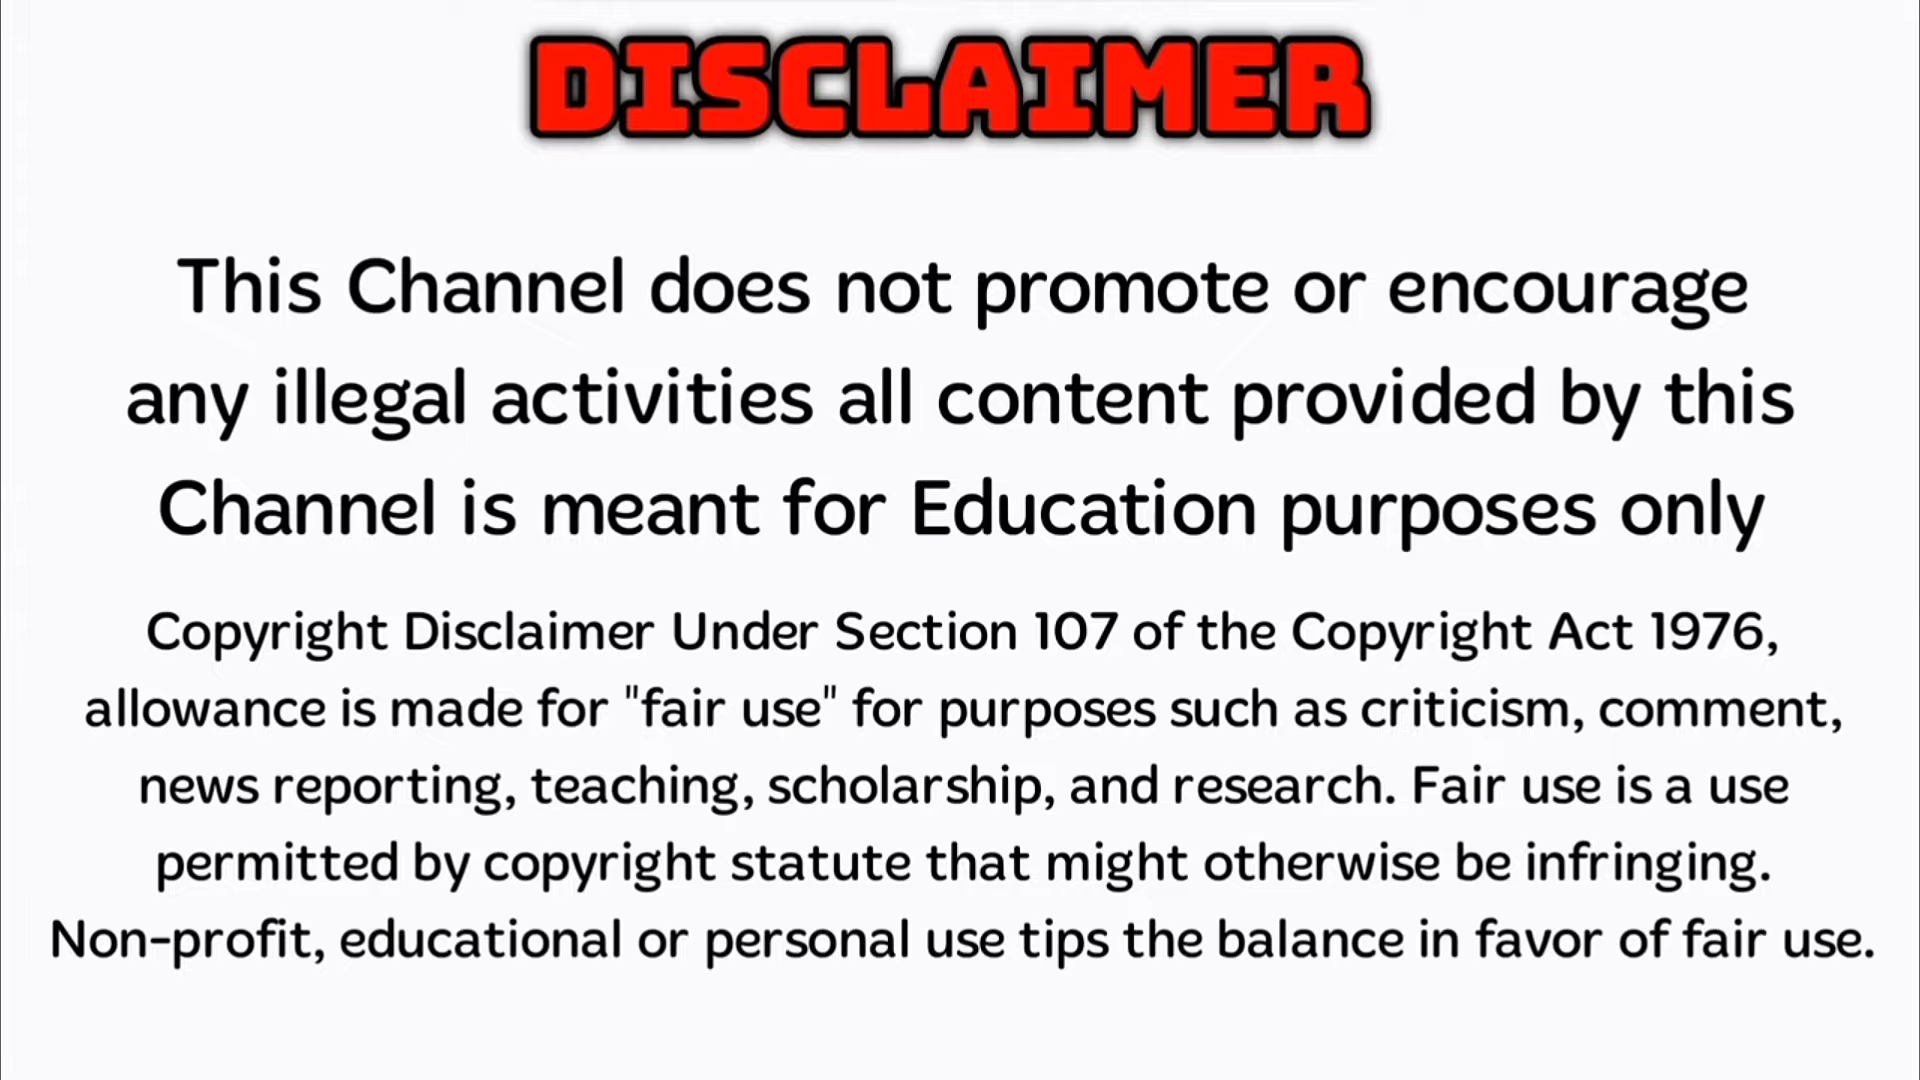 DISCLAIMER
This Channel does not promote or encourage
any illegal activities all content provided by this
Channel is meant for Education purposes only
Copyright Disclaimer Under Section 107 of the Copyright Act 1976,
allowance is made for "fair use" for purposes such as criticism, comment,
news reporting, teaching, scholarship, and research. Fair use is a use
permitted by copyright statute that might otherwise be infringing.
Non-profit, educational or personal use tips the balance in favor of fair use.